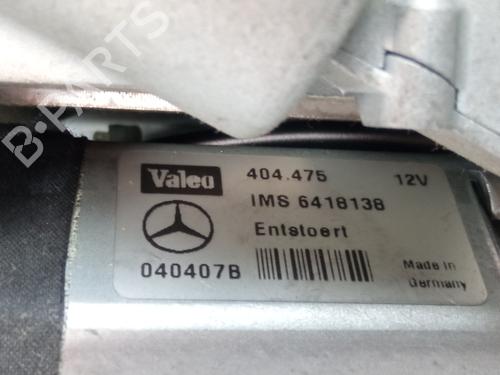 B-PARTS
Valeo
404.475 12V
IMS 6418138
Entstoert
040407B
Made in
Germany